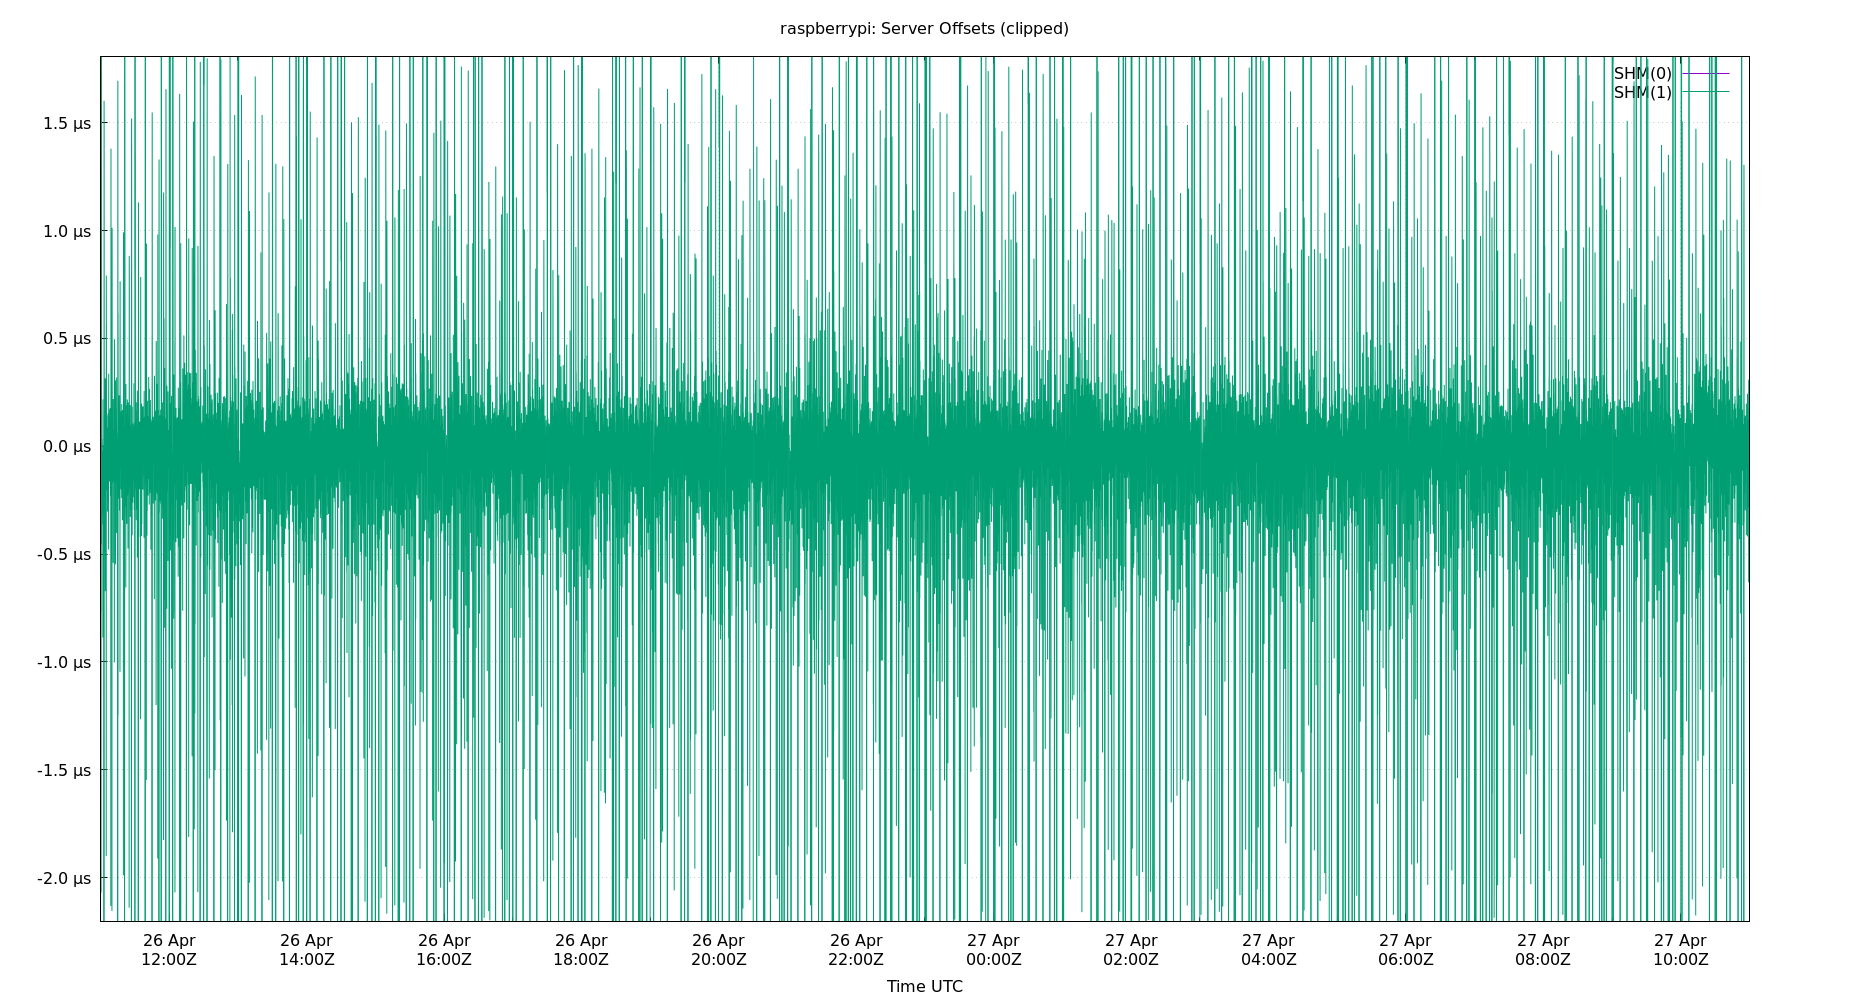 raspberrypi: Server Offsets (clipped)
SHM(0)
SHM(1)
1.5 µs
1.0 µs
0.5 µs
0.0 µs
-0.5 µs
-1.0 µs
-1.5 µs
-2.0 µs
26 Apr 26 Apr 26 Apr 26 Apr 26 Apr 26 Apr 27 Apr 27 Apr 27 Apr 27 Apr 27 Apr 27 Apr
12:00Z 14:00Z 16:00Z 18:00Z 20:00Z 22:00Z 00:00Z 02:00Z 04:00Z 06:00Z 08:00Z 10:00Z
Time UTC